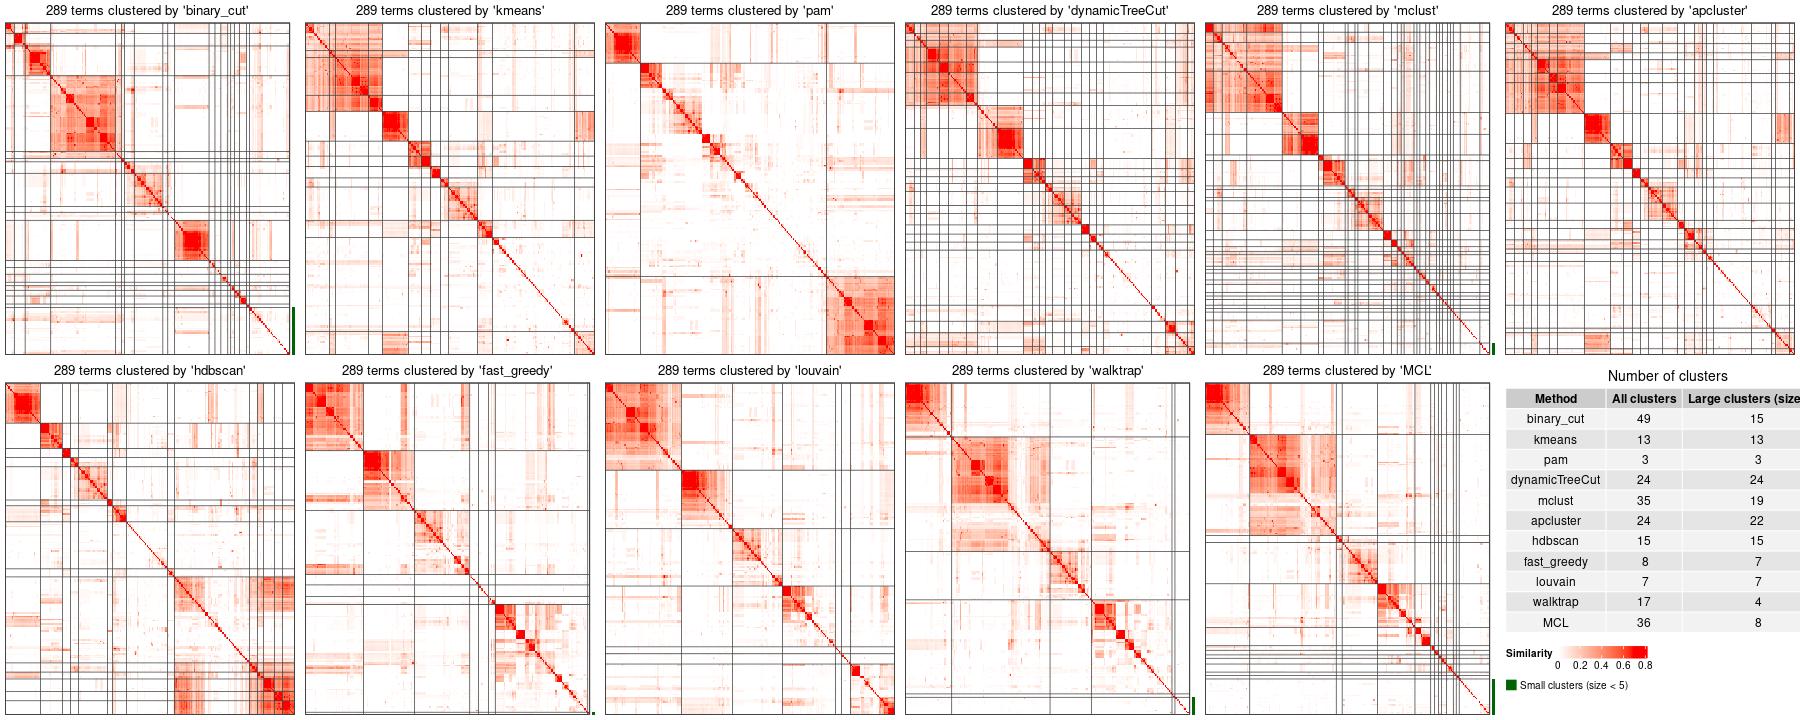 289 terms clustered by 'binary_cut'
289 terms clustered by 'kmeans'
289 terms clustered by 'pam'
289 terms clustered by 'dynamicTreeCut'
289 terms clustered by 'mclust'
289 terms clustered by 'apcluster'
289 terms clustered by 'hdbscan'
289 terms clustered by 'fast_greedy'
289 terms clustered by 'louvain'
289 terms clustered by 'walktrap'
289 terms clustered by 'MCL'
Number of clusters
Method All clusters Large clusters (size
binary_cut 49 15
kmeans 13 13
pam 3 3
dynamicTreeCut 24 24
mclust 35 19
apcluster 24 22
hdbscan 15 15
fast_greedy 8 7
louvain 7 7
walktrap 17 4
MCL 36 8
Similarity
0 0.2 0.4 0.6 0.8
Small clusters (size < 5)